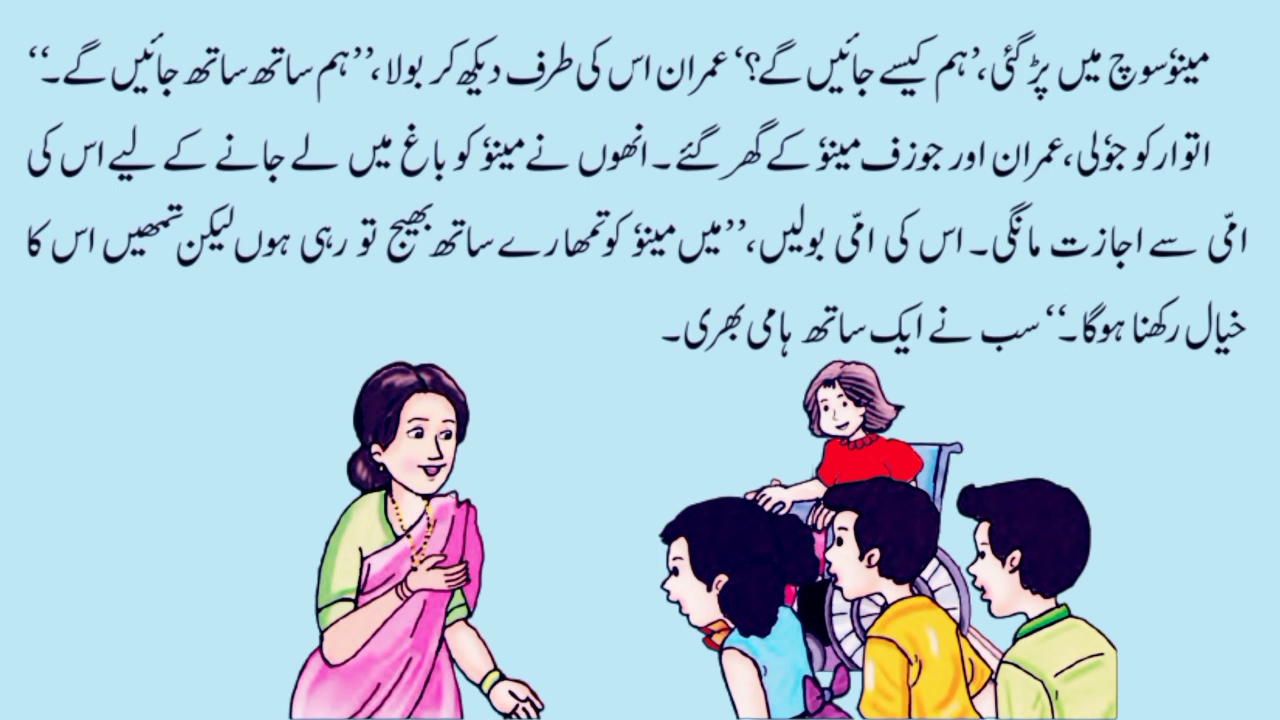 مینوٗ سوچ میں پڑ گئی، ’ہم کیسے جائیں گے؟‘ عمران اس کی طرف دیکھ کر بولا، ’’ہم ساتھ ساتھ جائیں گے۔‘‘
اتوار کو جوٗلی، عمران اور جوزف مینوٗ کے گھر گئے۔ انھوں نے مینوٗ کو باغ میں لے جانے کے لیے اس کی
امّی سے اجازت مانگی۔ اس کی امّی بولیں، ’’میں مینوٗ کو تمھارے ساتھ بھیج تو رہی ہوں لیکن تمھیں اس کا
خیال رکھنا ہوگا۔‘‘ سب نے ایک ساتھ ہامی بھری۔